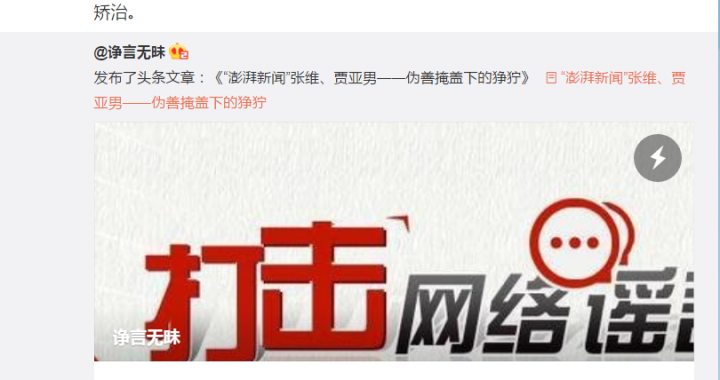 矫治。
@诤言无昧
发布了头条文章：《“澎湃新闻”张维、贾亚男——伪善掩盖下的狰狞》 “澎湃新闻”张维、贾
亚男——伪善掩盖下的狰狞
打击网络谣
诤言无昧